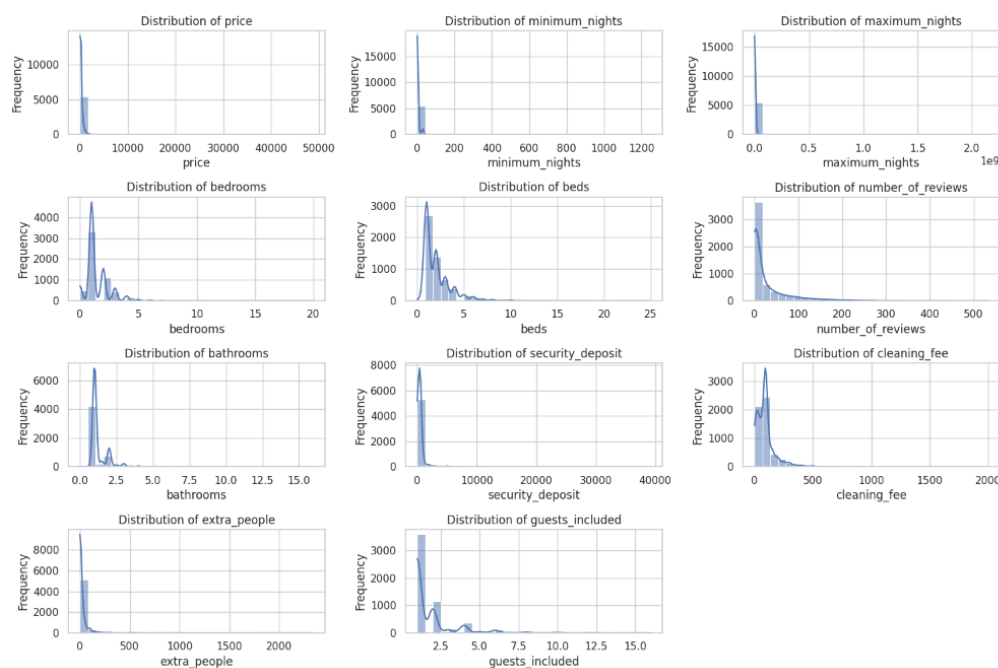 Distribution of price
Frequency
10000
5000
0
0 10000 20000 30000 40000 50000
price
Distribution of minimum_nights
Frequency
15000
10000
5000
0
0 200 400 600 800 1000 1200
minimum_nights
Distribution of maximum_nights
Frequency
15000
10000
5000
0
0.0 0.5 1.0 1.5 2.0
1e9
maximum_nights
Distribution of bedrooms
Frequency
4000
3000
2000
1000
0
0 5 10 15 20
bedrooms
Distribution of beds
Frequency
3000
2000
1000
0
0 5 10 15 20 25
beds
Distribution of number_of_reviews
Frequency
3000
2000
1000
0
0 100 200 300 400 500
number_of_reviews
Distribution of bathrooms
Frequency
6000
4000
2000
0
0.0 2.5 5.0 7.5 10.0 12.5 15.0
bathrooms
Distribution of security_deposit
Frequency
8000
6000
4000
2000
0
0 10000 20000 30000 40000
security_deposit
Distribution of cleaning_fee
Frequency
3000
2000
1000
0
0 500 1000 1500 2000
cleaning_fee
Distribution of extra_people
Frequency
8000
6000
4000
2000
0
0 500 1000 1500 2000
extra_people
Distribution of guests_included
Frequency
3000
2000
1000
0
2.5 5.0 7.5 10.0 12.5 15.0
guests_included